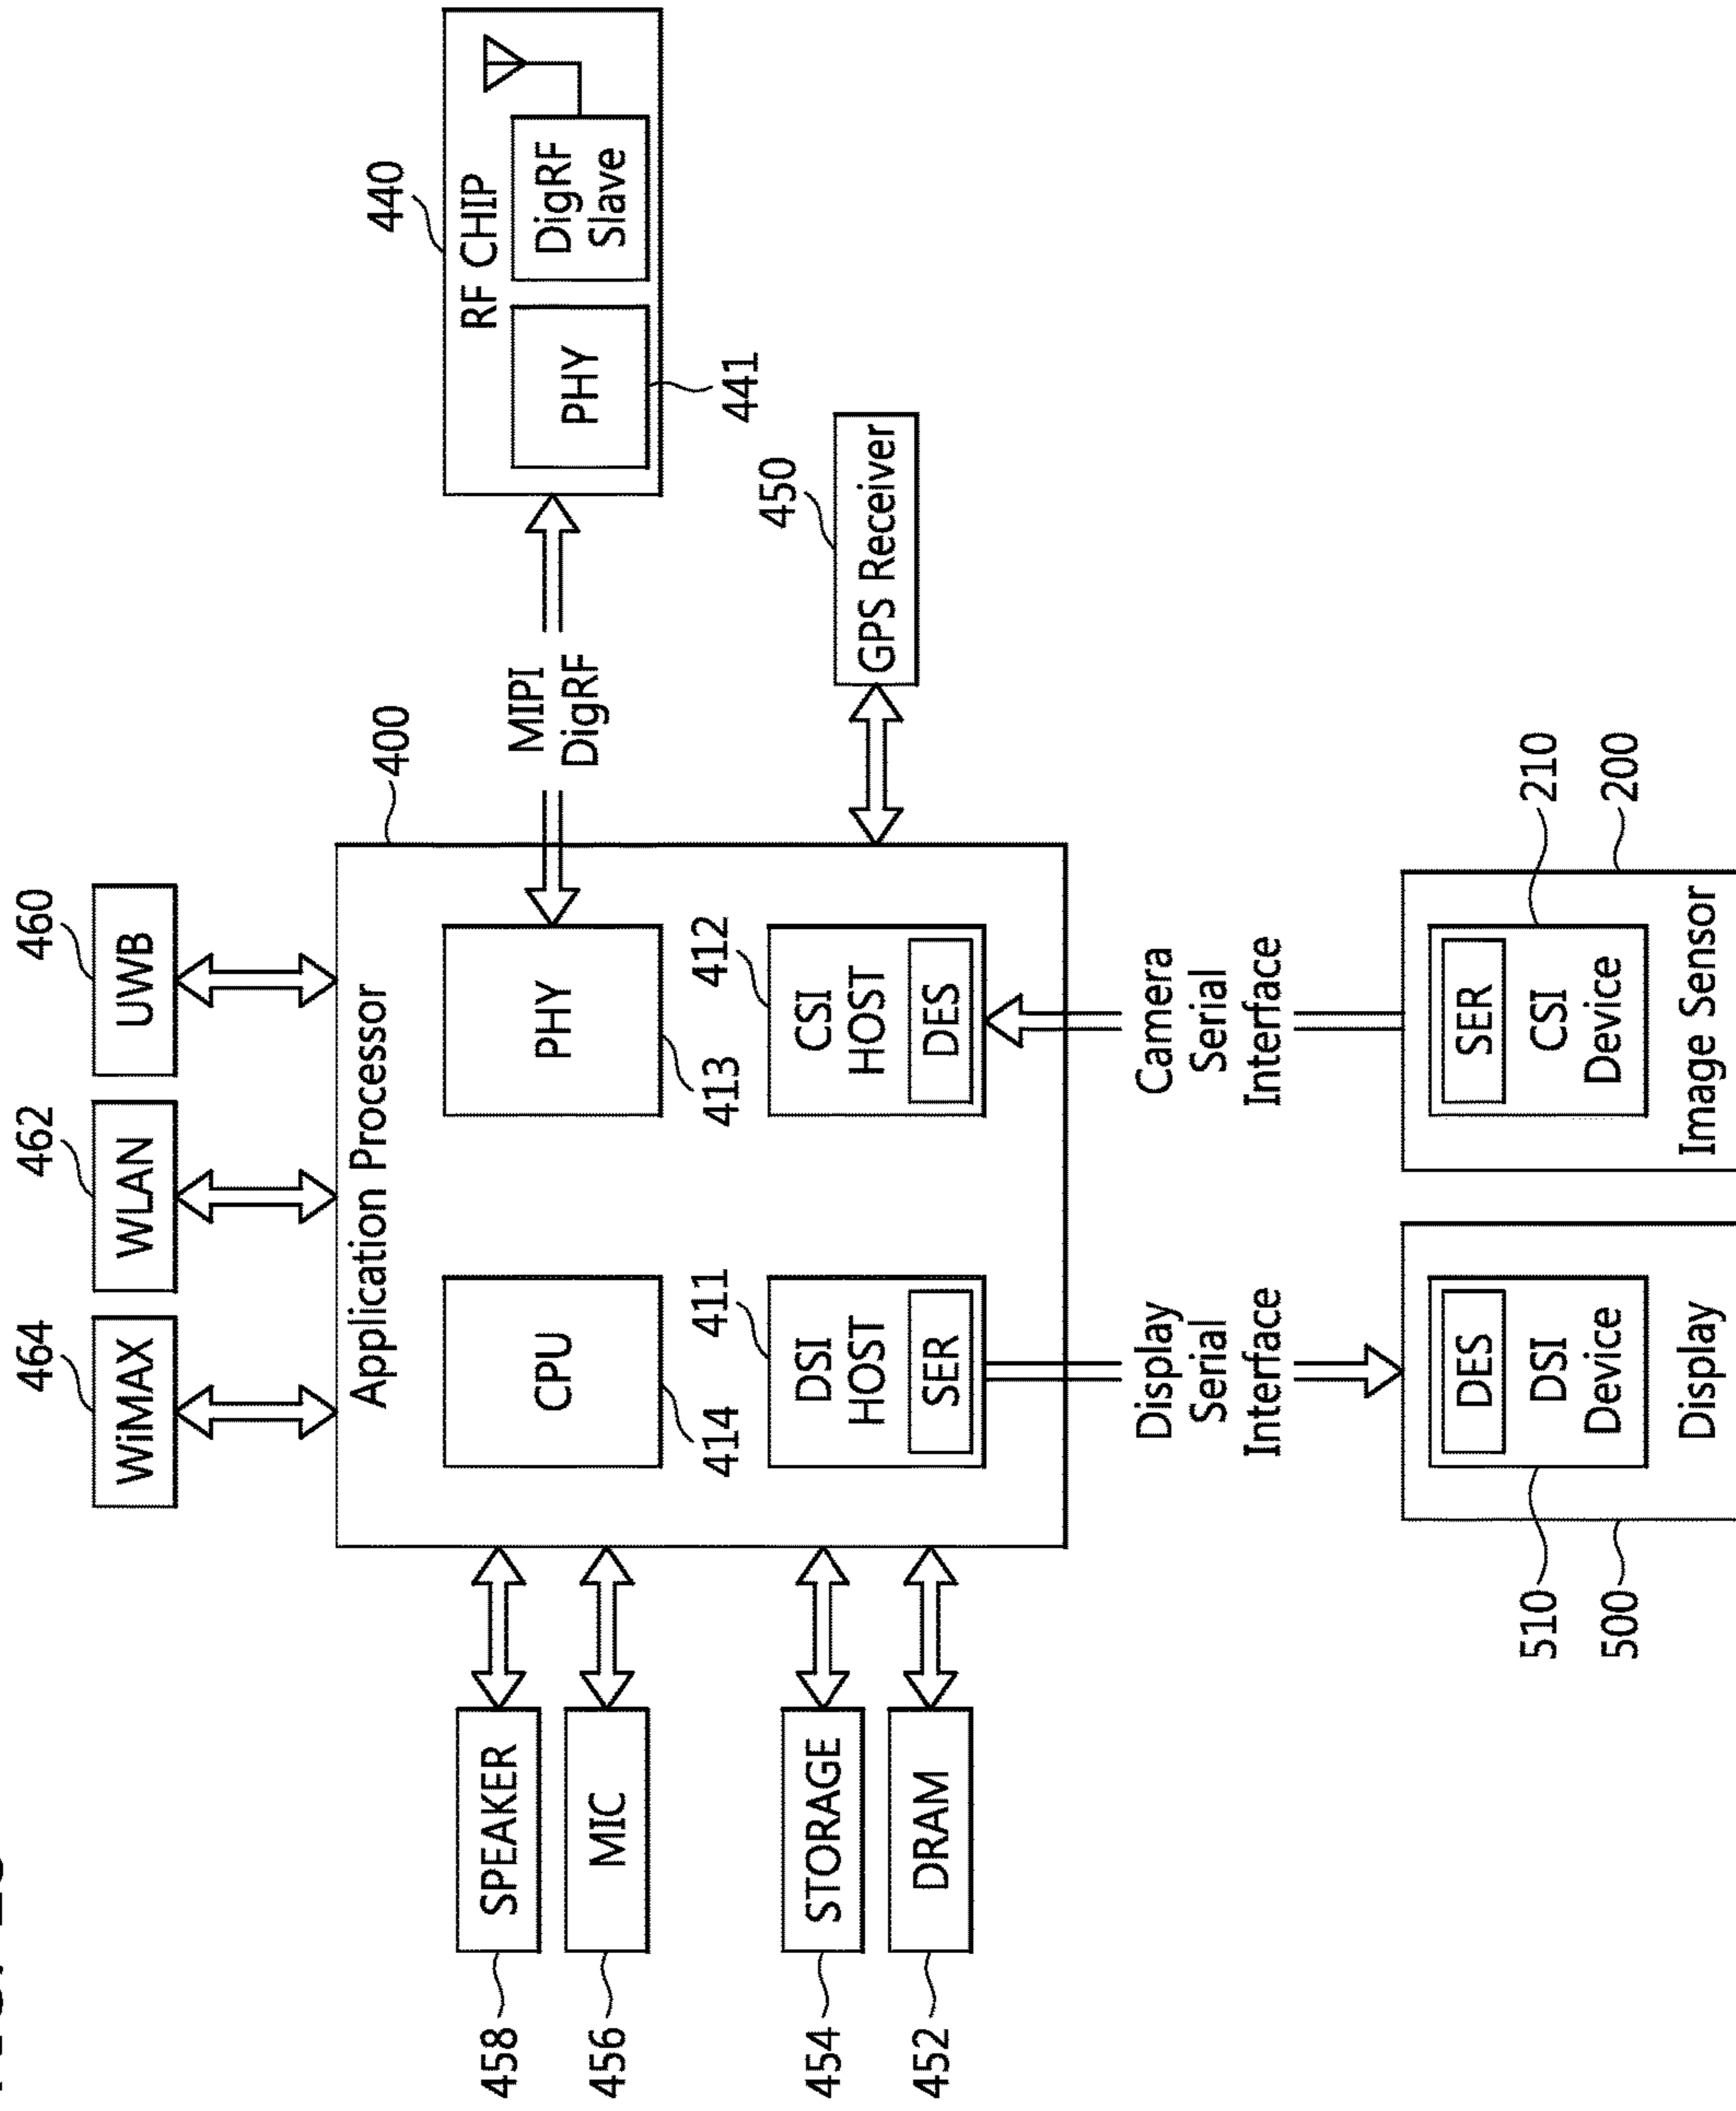 464
462
460
WiMAX
WLAN
UWB
Application Processor
400
440
458
SPEAKER
CPU
PHY
MIPI
DigRF
RF CHIP
PHY
DigRF
Slave
456
MIC
414
413
441
411
412
450
454
STORAGE
DSI
HOST
SER
CSI
HOST
DES
GPS Receiver
452
DRAM
Display
Serial
Interface
Camera
Serial
Interface
510
DES
DSI
Device
SER
CSI
Device
210
500
Display
Image Sensor
200